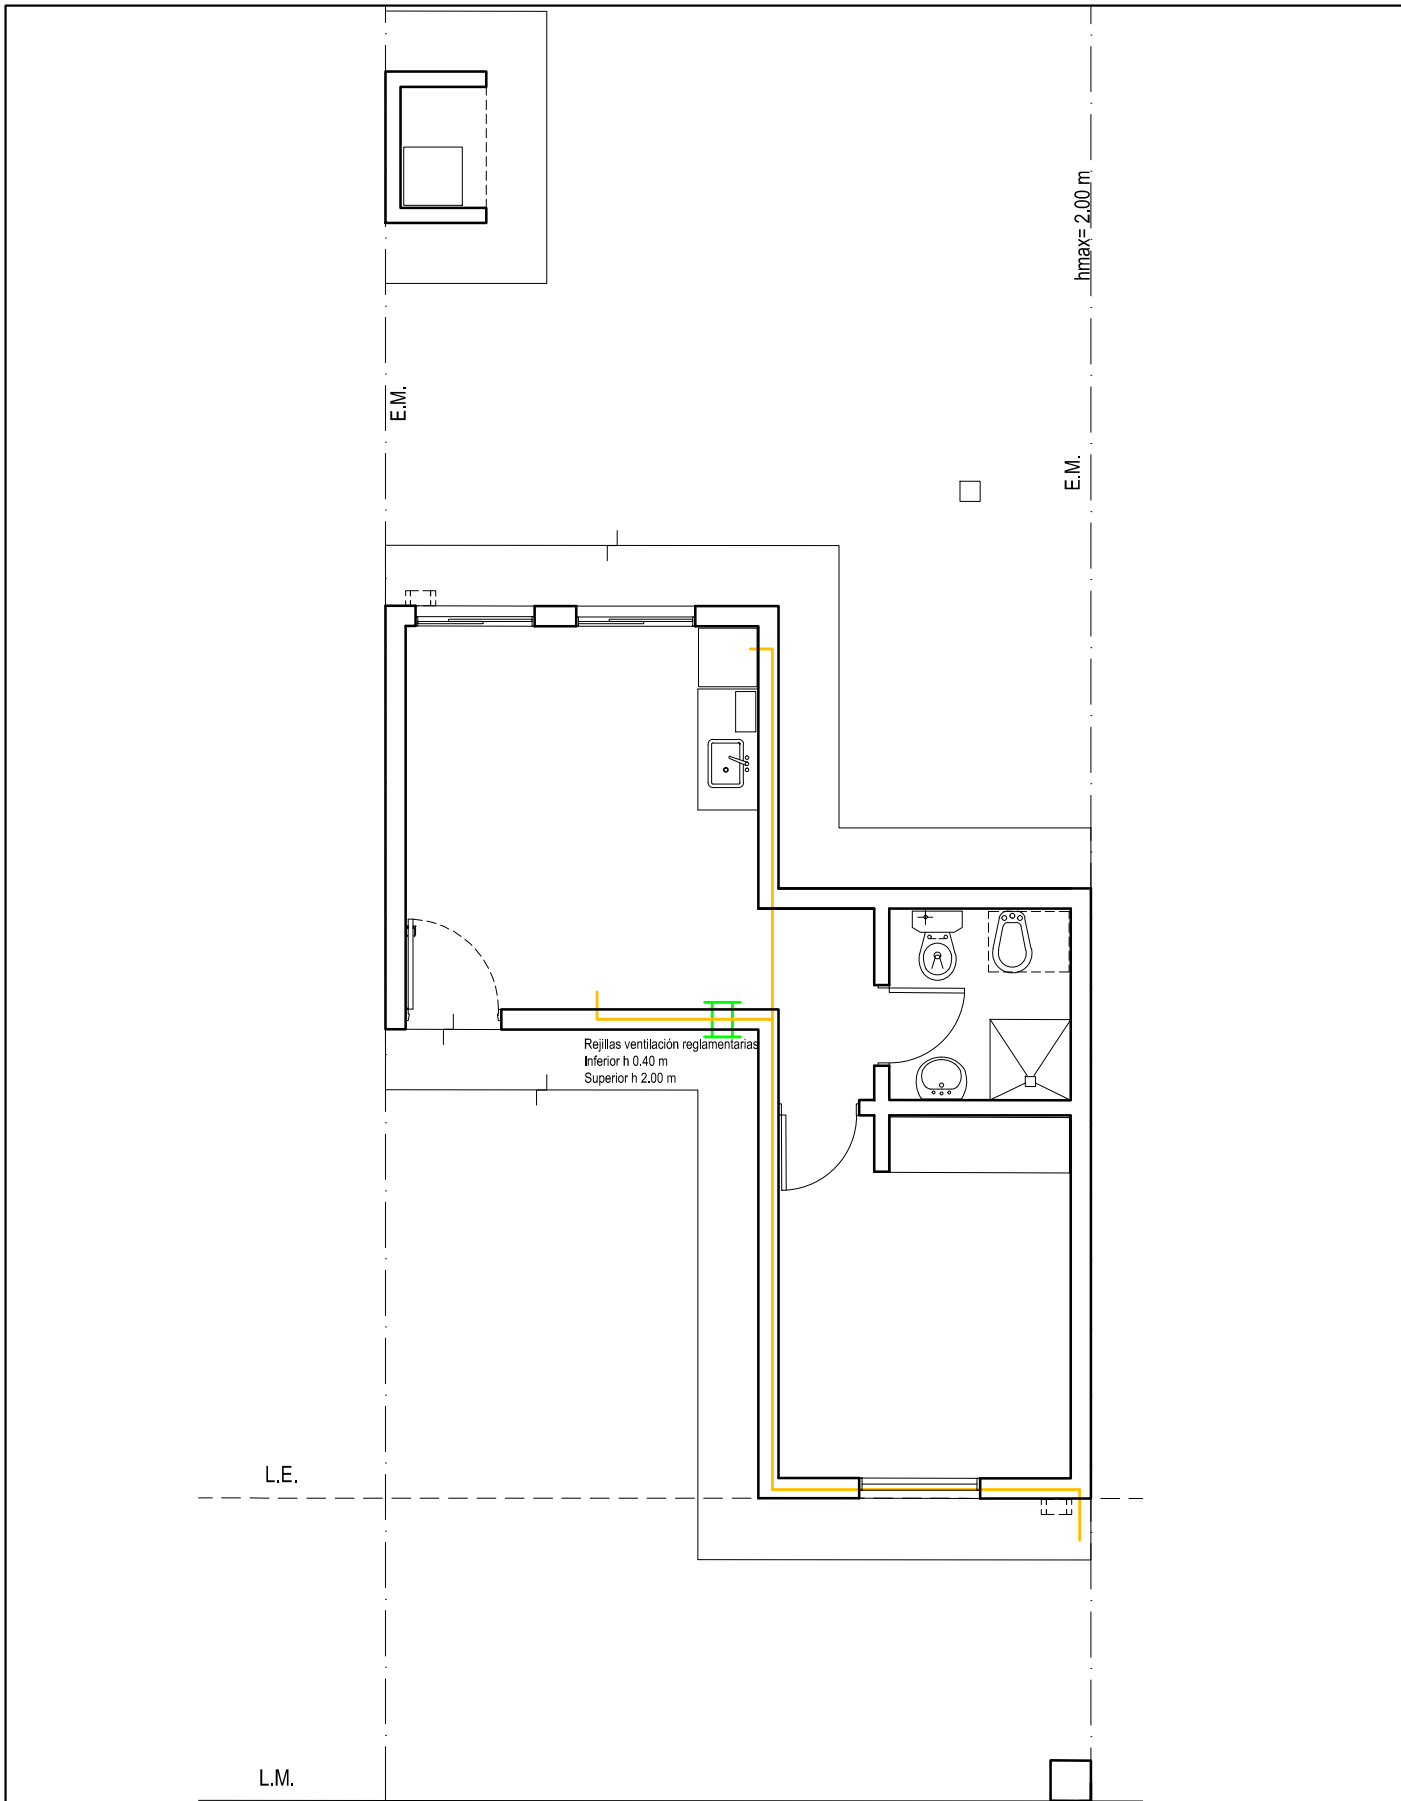 hmax= 2.00 m
E.M.
E.M.
Rejillas ventilación reglamentarias
Inferior h 0.40 m
Superior h 2.00 m
L.E.
L.M.